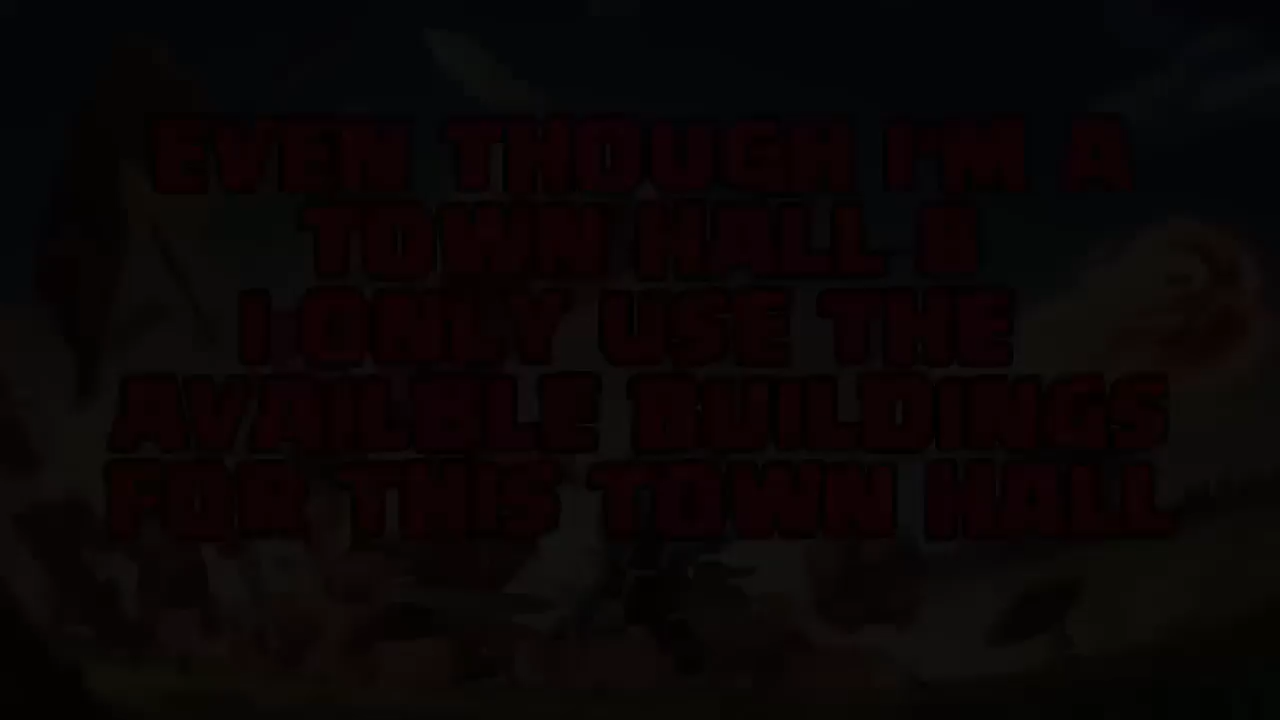 EVEN THOUGH I'M A
TOWN HALL 8
I ONLY USE THE
AVAILBLE BUILDINGS
FOR THIS TOWN HALL